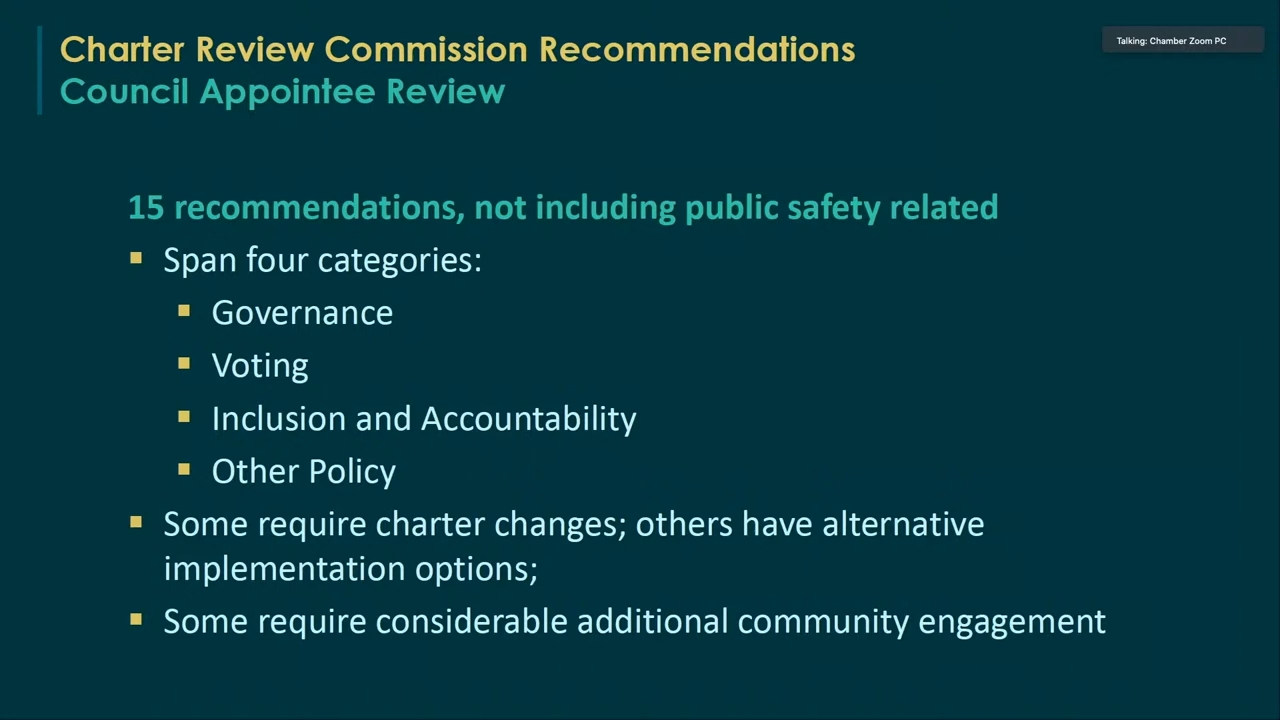 Charter Review Commission Recommendations
Talking: Chamber Zoom PC
Council Appointee Review
15 recommendations, not including public safety related
Span four categories:
Governance
Voting
Inclusion and Accountability
Other Policy
Some require charter changes; others have alternative
implementation options;
Some require considerable additional community engagement